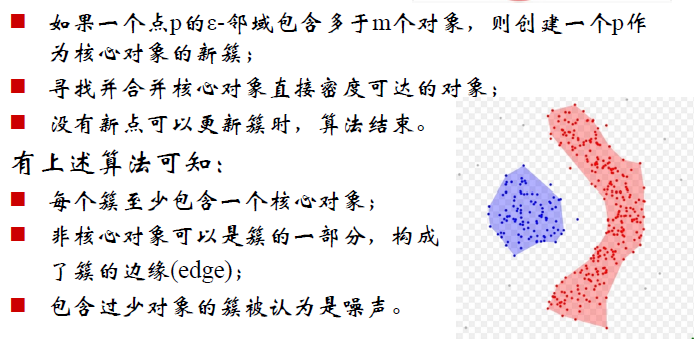 如果一个点p的ε-邻域包含多于m个对象，则创建一个p作
为核心对象的新簇；
寻找并合并核心对象直接密度可达的对象；
没有新点可以更新簇时，算法结束。
有上述算法可知：
每个簇至少包含一个核心对象；
非核心对象可以是簇的一部分，构成
了簇的边缘(edge)；
包含过少对象的簇被认为是噪声。